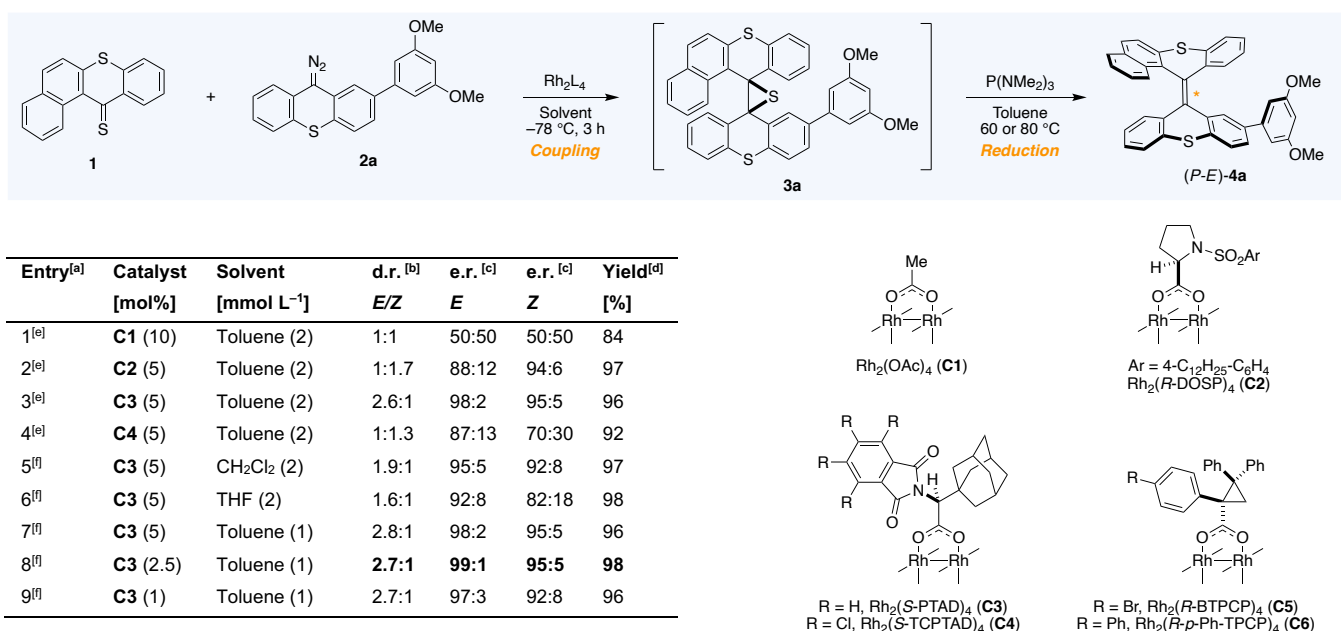 N2
OMe
OMe
S
S
S
1
+
2a
Rh2L4
Solvent
–78 °C, 3 h
Coupling
S
S
S
OMe
OMe
3a
P(NMe2)3
Toluene
60 or 80 °C
Reduction
S
S
*
OMe
OMe
(P-E)-4a
Entry[a] Catalyst Solvent d.r. [b] e.r. [c] e.r. [c] Yield[d]
[mol%] [mmol L–1] E/Z E Z [%]
1[e] C1 (10) Toluene (2) 1:1 50:50 50:50 84
2[e] C2 (5) Toluene (2) 1:1.7 88:12 94:6 97
3[e] C3 (5) Toluene (2) 2.6:1 98:2 95:5 96
4[e] C4 (5) Toluene (2) 1:1.3 87:13 70:30 92
5[f] C3 (5) CH2Cl2 (2) 1.9:1 95:5 92:8 97
6[f] C3 (5) THF (2) 1.6:1 92:8 82:18 98
7[f] C3 (5) Toluene (1) 2.8:1 98:2 95:5 96
8[f] C3 (2.5) Toluene (1) 2.7:1 99:1 95:5 98
9[f] C3 (1) Toluene (1) 2.7:1 97:3 92:8 96
Me
O O
Rh Rh
Rh2(OAc)4 (C1)
N SO2Ar
H
O O
Rh Rh
Ar = 4-C12H25-C6H4
Rh2(R-DOSP)4 (C2)
R R
R
R
O
N
O
H
O O
Rh Rh
R = H, Rh2(S-PTAD)4 (C3)
R = Cl, Rh2(S-TCPTAD)4 (C4)
R
Ph Ph
O O
Rh Rh
R = Br, Rh2(R-BTPCP)4 (C5)
R = Ph, Rh2(R-p-Ph-TPCP)4 (C6)